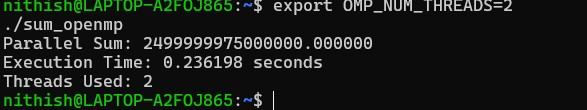 nithish@LAPTOP-A2FOJ865:~$ export OMP_NUM_THREADS=2
./sum_openmp
Parallel Sum: 2499999975000000.000000
Execution Time: 0.236198 seconds
Threads Used: 2
nithish@LAPTOP-A2FOJ865:~$